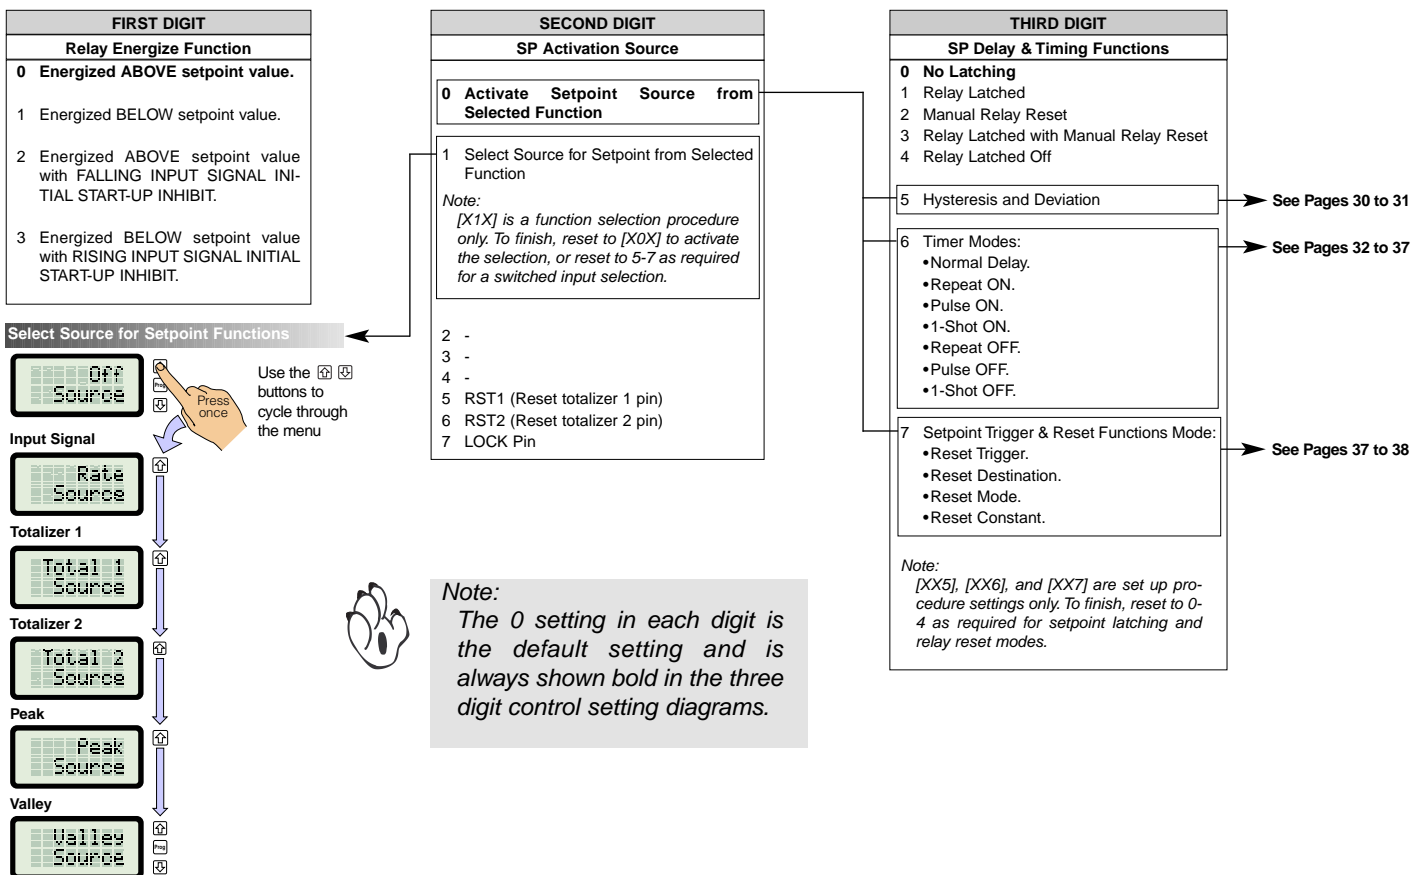 FIRST DIGIT
Relay Energize Function
0 Energized ABOVE setpoint value.
1 Energized BELOW setpoint value.
2 Energized ABOVE setpoint value
with FALLING INPUT SIGNAL INI-
TIAL START-UP INHIBIT.
3 Energized BELOW setpoint value
with RISING INPUT SIGNAL INITIAL
START-UP INHIBIT.
SECOND DIGIT
SP Activation Source
0 Activate Setpoint Source from
Selected Function
1 Select Source for Setpoint from Selected
Function
Note:
[X1X] is a function selection procedure
only. To finish, reset to [X0X] to activate
the selection, or reset to 5-7 as required
for a switched input selection.
2 -
3 -
4 -
5 RST1 (Reset totalizer 1 pin)
6 RST2 (Reset totalizer 2 pin)
7 LOCK Pin
THIRD DIGIT
SP Delay & Timing Functions
0 No Latching
1 Relay Latched
2 Manual Relay Reset
3 Relay Latched with Manual Relay Reset
4 Relay Latched Off
5 Hysteresis and Deviation
See Pages 30 to 31
6 Timer Modes:
•Normal Delay.
•Repeat ON.
•Pulse ON.
•1-Shot ON.
•Repeat OFF.
•Pulse OFF.
•1-Shot OFF.
See Pages 32 to 37
7 Setpoint Trigger & Reset Functions Mode:
•Reset Trigger.
•Reset Destination.
•Reset Mode.
•Reset Constant.
See Pages 37 to 38
Note:
[XX5], [XX6], and [XX7] are set up pro-
cedure settings only. To finish, reset to 0-
4 as required for setpoint latching and
relay reset modes.
Select Source for Setpoint Functions
Off
Source
Prog
Press
once
Use the
buttons to
cycle through
the menu
Input Signal
Rate
Source
Totalizer 1
Total 1
Source
Totalizer 2
Total 2
Source
Peak
Peak
Source
Valley
Valley
Source
Prog
Note:
The 0 setting in each digit is
the default setting and is
always shown bold in the three
digit control setting diagrams.